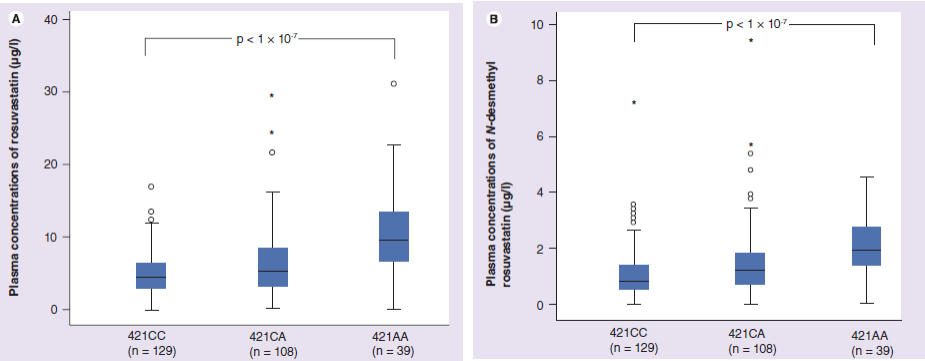 A
Plasma concentrations of rosuvastatin (µg/l)
40
30
20
10
0
p < 1 × 10-7
*
*
421CC
(n = 129)
421CA
(n = 108)
421AA
(n = 39)
B
Plasma concentrations of N-desmethyl
rosuvastatin (µg/l)
10
8
6
4
2
0
p < 1 × 10-7
*
*
*
421CC
(n = 129)
421CA
(n = 108)
421AA
(n = 39)